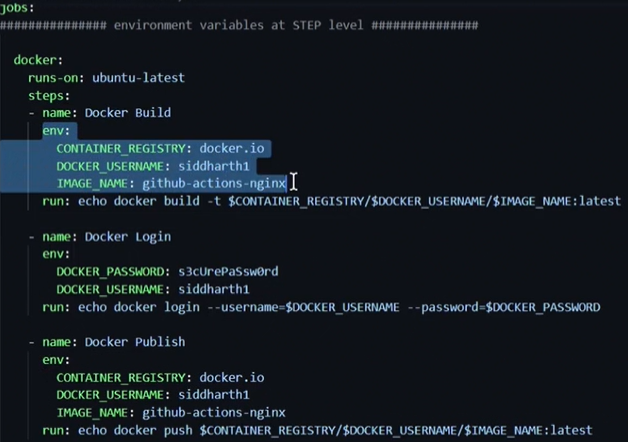 jobs:
############### environment variables at STEP level ###############
docker:
runs-on: ubuntu-latest
steps:
- name: Docker Build
env:
CONTAINER_REGISTRY: docker.io
DOCKER_USERNAME: siddharth1
IMAGE_NAME: github-actions-nginx
run: echo docker build -t $CONTAINER_REGISTRY/$DOCKER_USERNAME/$IMAGE_NAME:latest
- name: Docker Login
env:
DOCKER_PASSWORD: s3cUrePaSsw0rd
DOCKER_USERNAME: siddharth1
run: echo docker login --username=$DOCKER_USERNAME --password=$DOCKER_PASSWORD
- name: Docker Publish
env:
CONTAINER_REGISTRY: docker.io
DOCKER_USERNAME: siddharth1
IMAGE_NAME: github-actions-nginx
run: echo docker push $CONTAINER_REGISTRY/$DOCKER_USERNAME/$IMAGE_NAME:latest